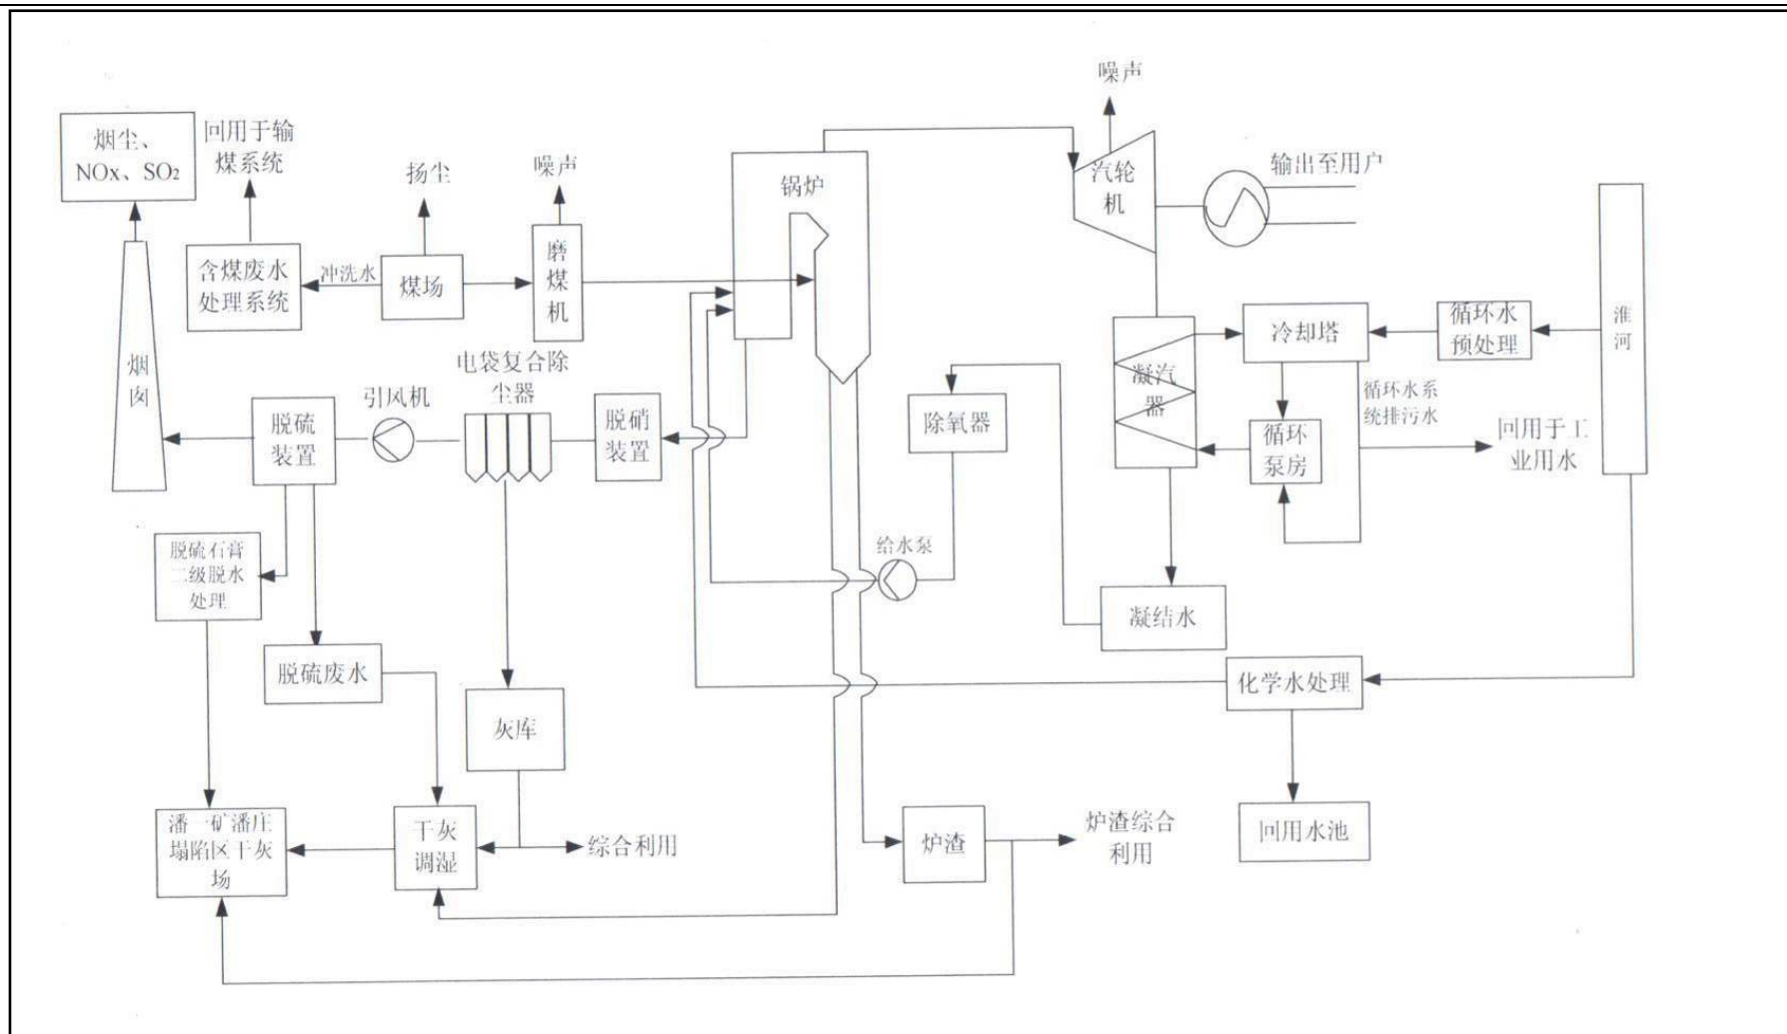 噪声
烟尘、
NOx、SO₂
回用于输
煤系统
扬尘
噪声
锅炉
汽轮
机
输出至用户
含煤废水
处理系统
冲洗水
煤场
磨
煤
机
冷却塔
循环水
预处理
淮
河
烟
囱
电袋复合除
尘器
引风机
脱硫
装置
脱硝
装置
除氧器
凝汽
器
循环
泵房
循环水系
统排污水
回用于工
业用水
脱硫石膏
二级脱水
处理
给水泵
凝结水
脱硫废水
化学水处理
灰库
潘一矿潘庄
塌陷区干灰
场
干灰
调湿
综合利用
炉渣
炉渣综合
利用
回用水池